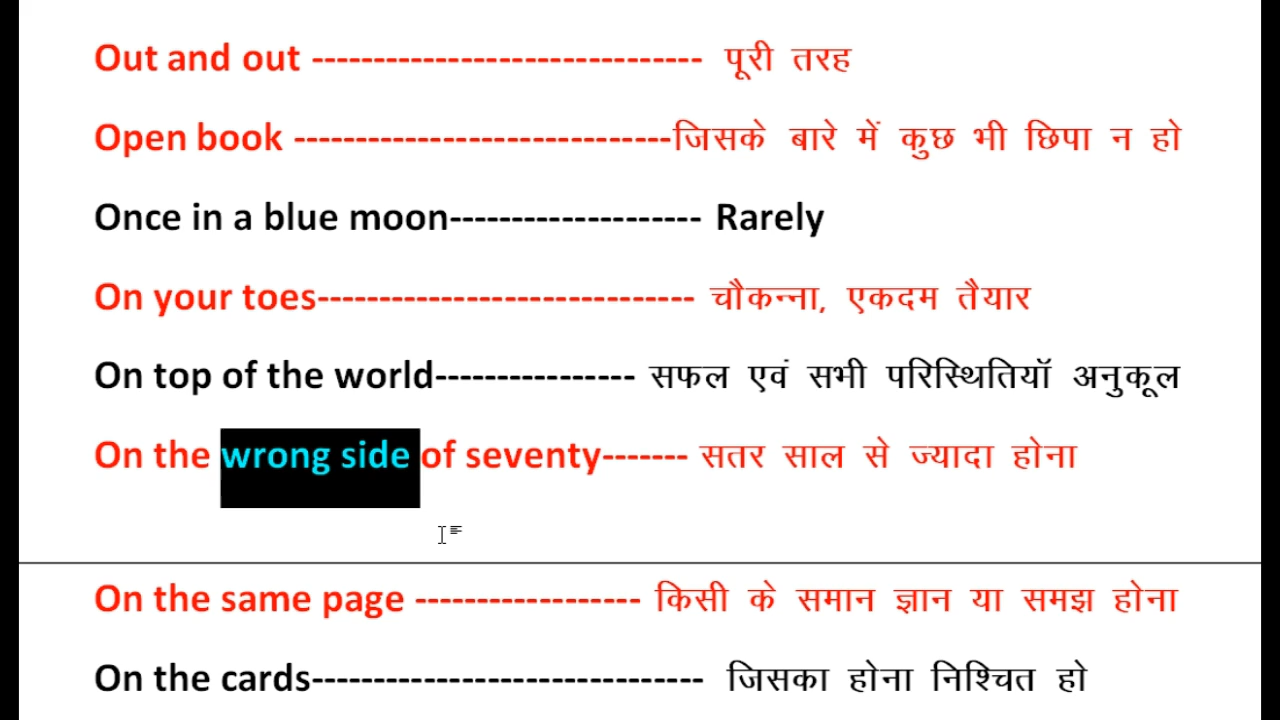 Out and out ------------------------------- पूरी तरह
Open book ------------------------------जिसके बारे में कुछ भी छिपा न हो
Once in a blue moon-------------------- Rarely
On your toes------------------------------ चौकन्ना, एकदम तैयार
On top of the world---------------- सफल एवं सभी परिस्थितियॉ अनुकूल
On the wrong side of seventy------- सतर साल से ज्यादा होना
On the same page ------------------ किसी के समान ज्ञान या समझ होना
On the cards------------------------------- जिसका होना निश्चित हो